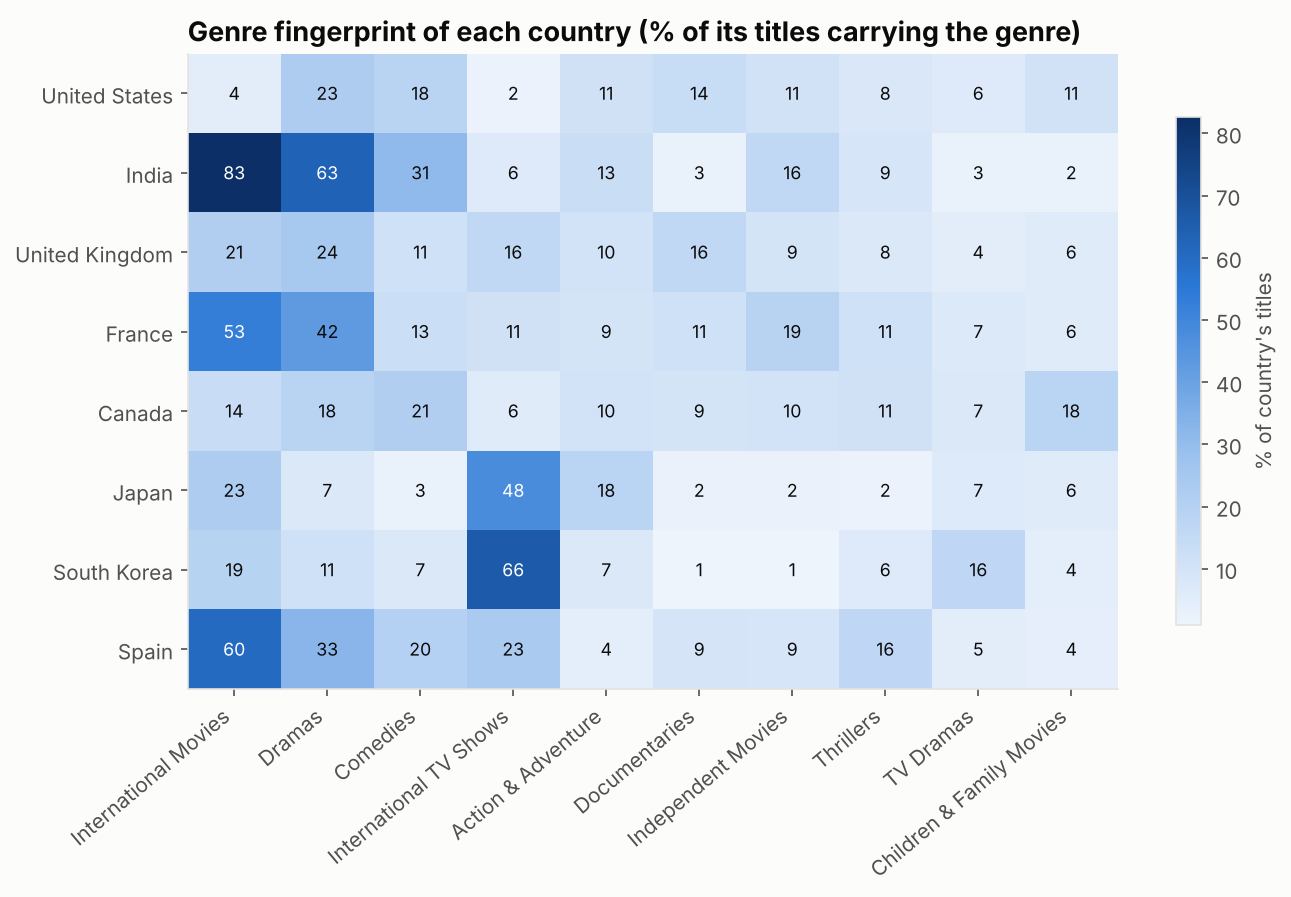 Genre fingerprint of each country (% of its titles carrying the genre)
United States 4 23 18 2 11 14 11 8 6 11
India 83 63 31 6 13 3 16 9 3 2
United Kingdom 21 24 11 16 10 16 9 8 4 6
France 53 42 13 11 9 11 19 11 7 6
Canada 14 18 21 6 10 9 10 11 7 18
Japan 23 7 3 48 18 2 2 2 7 6
South Korea 19 11 7 66 7 1 1 6 16 4
Spain 60 33 20 23 4 9 9 16 5 4
International Movies
Dramas
Comedies
International TV Shows
Action & Adventure
Documentaries
Independent Movies
Thrillers
TV Dramas
Children & Family Movies
80
70
60
50
40
30
20
10
% of country's titles